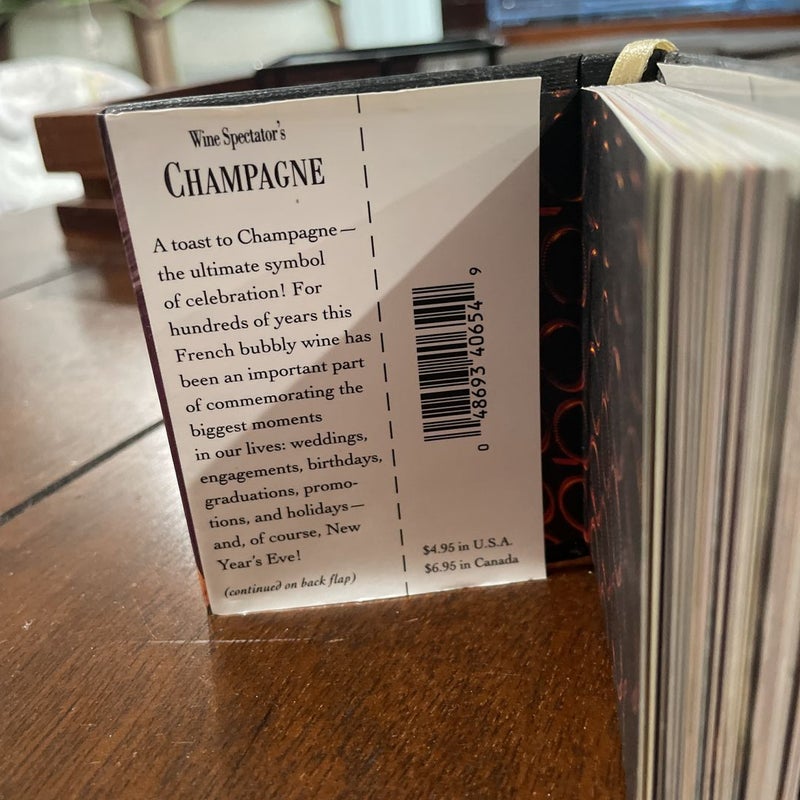 Wine Spectator's
CHAMPAGNE
A toast to Champagne—
the ultimate symbol
of celebration! For
hundreds of years this
French bubbly wine has
been an important part
of commemorating the
biggest moments
in our lives: weddings,
engagements, birthdays,
graduations, promo-
tions, and holidays—
and, of course, New
Year's Eve!
(continued on back flap)
0 48693 40654 9
$4.95 in U.S.A.
$6.95 in Canada